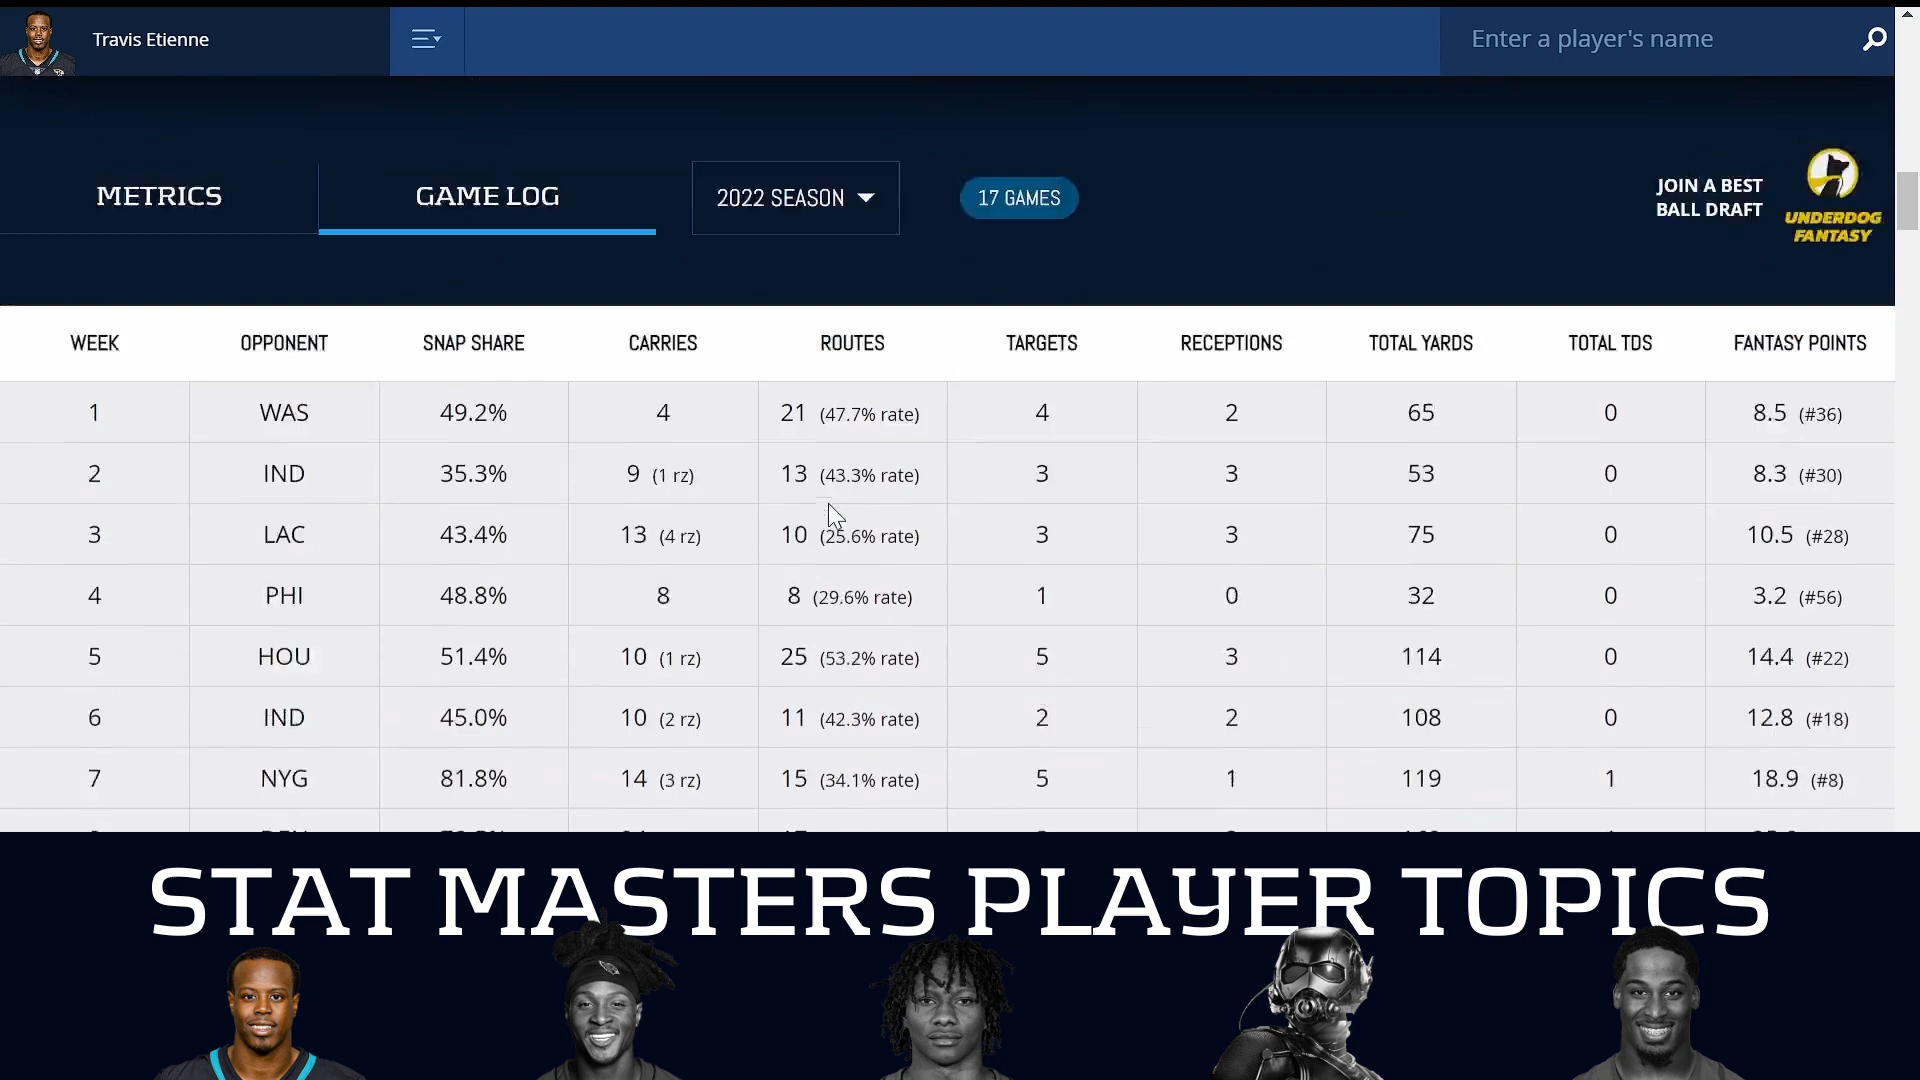 Travis Etienne
Enter a player's name
METRICS
GAME LOG
2022 SEASON
17 GAMES
JOIN A BEST
BALL DRAFT
UNDERDOG
FANTASY
WEEK OPPONENT SNAP SHARE CARRIES ROUTES TARGETS RECEPTIONS TOTAL YARDS TOTAL TDS FANTASY POINTS
1 WAS 49.2% 4 21 (47.7% rate) 4 2 65 0 8.5 (#36)
2 IND 35.3% 9 (1 rz) 13 (43.3% rate) 3 3 53 0 8.3 (#30)
3 LAC 43.4% 13 (4 rz) 10 (25.6% rate) 3 3 75 0 10.5 (#28)
4 PHI 48.8% 8 8 (29.6% rate) 1 0 32 0 3.2 (#56)
5 HOU 51.4% 10 (1 rz) 25 (53.2% rate) 5 3 114 0 14.4 (#22)
6 IND 45.0% 10 (2 rz) 11 (42.3% rate) 2 2 108 0 12.8 (#18)
7 NYG 81.8% 14 (3 rz) 15 (34.1% rate) 5 1 119 1 18.9 (#8)
STAT MASTERS PLAYER TOPICS